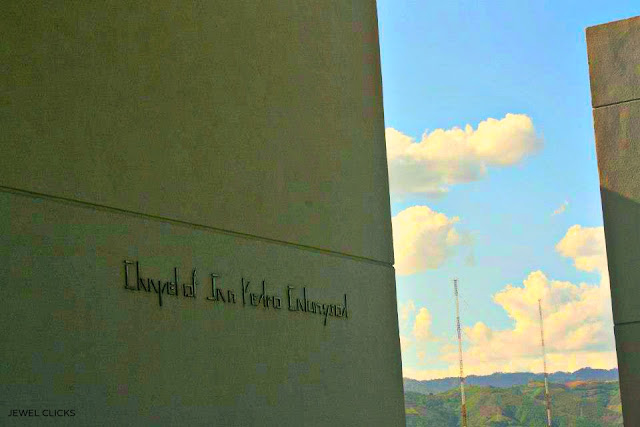 Chapel of San Pedro Calungsod
JEWEL CLICKS